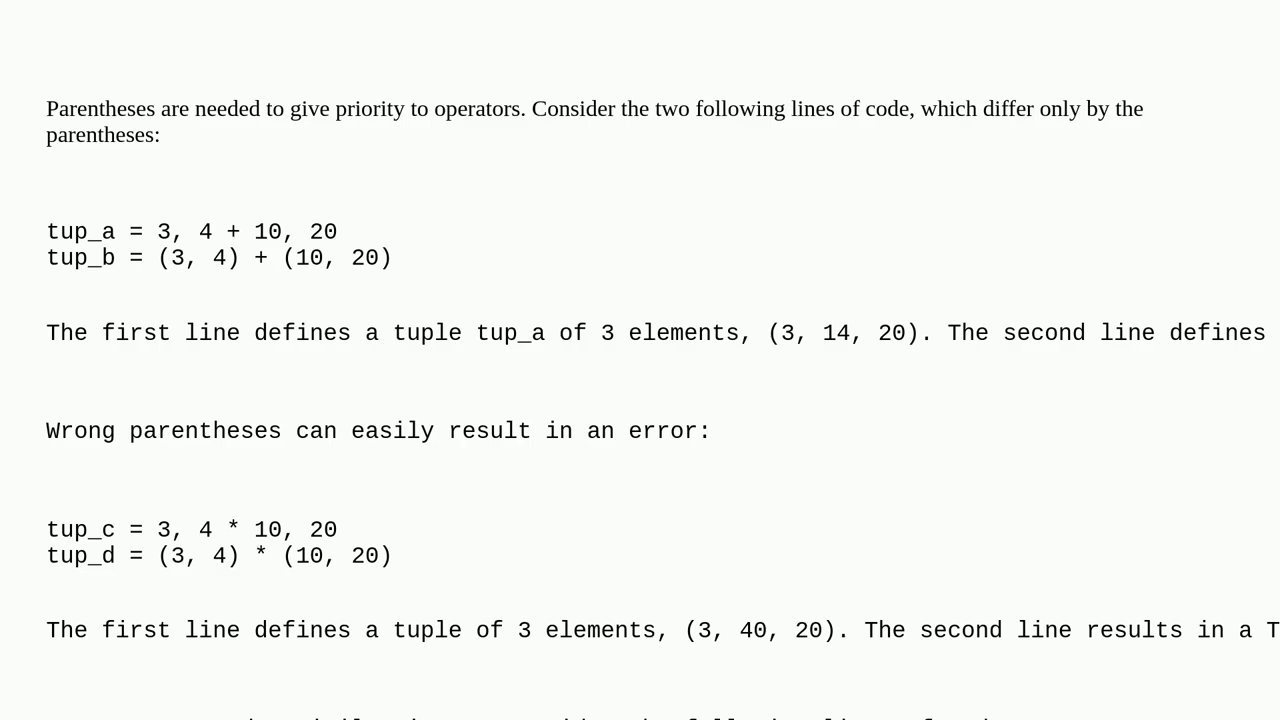 Parentheses are needed to give priority to operators. Consider the two following lines of code, which differ only by the
parentheses:
tup_a = 3, 4 + 10, 20
tup_b = (3, 4) + (10, 20)
The first line defines a tuple tup_a of 3 elements, (3, 14, 20). The second line defines
Wrong parentheses can easily result in an error:
tup_c = 3, 4 * 10, 20
tup_d = (3, 4) * (10, 20)
The first line defines a tuple of 3 elements, (3, 40, 20). The second line results in a T